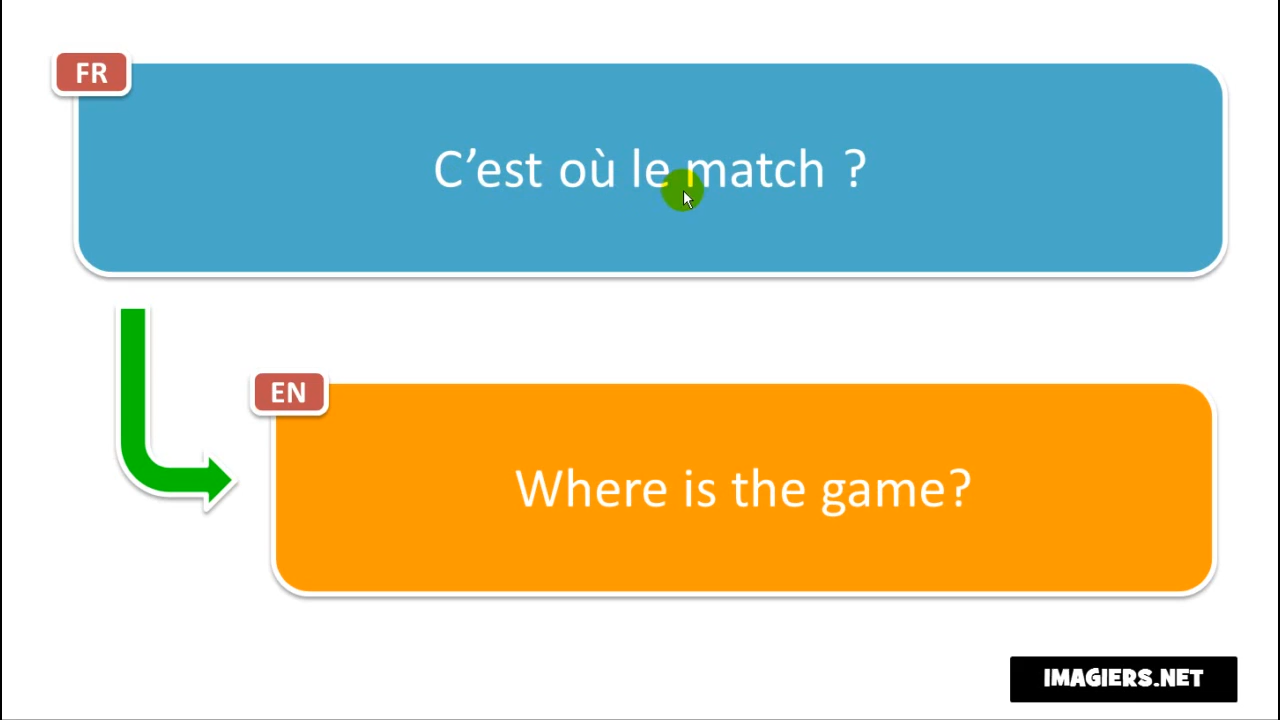 FR
C’est où le match ?
EN
Where is the game?
IMAGIERS.NET